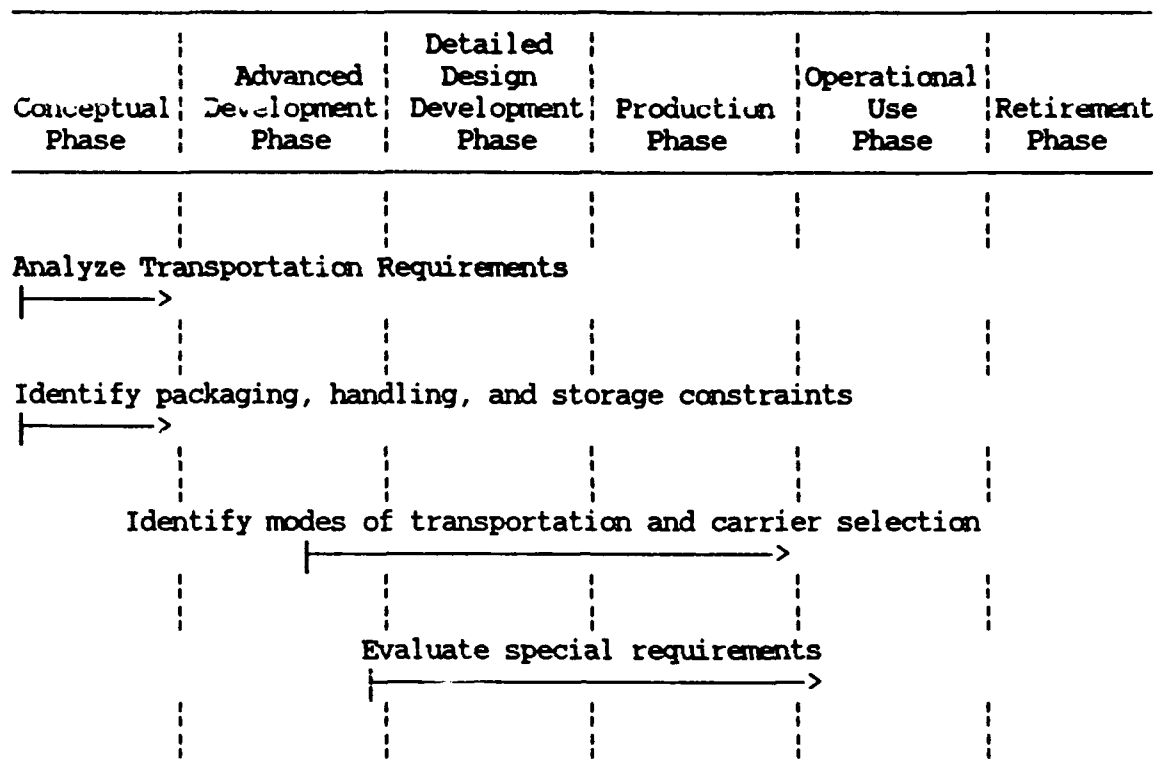 Detailed
Advanced Design Operational
Conceptual Development Development Production Use Retirement
Phase Phase Phase Phase Phase Phase
Analyze Transportation Requirements
Identify packaging, handling, and storage constraints
Identify modes of transportation and carrier selection
Evaluate special requirements